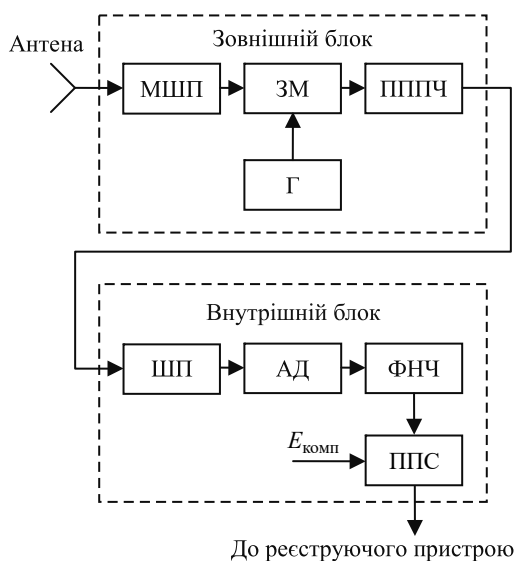 Зовнішній блок
Антена
МШП
ЗМ
ПППЧ
Г
Внутрішній блок
ШП
АД
ФНЧ
Eкомп
ППС
До реєструючого пристрою